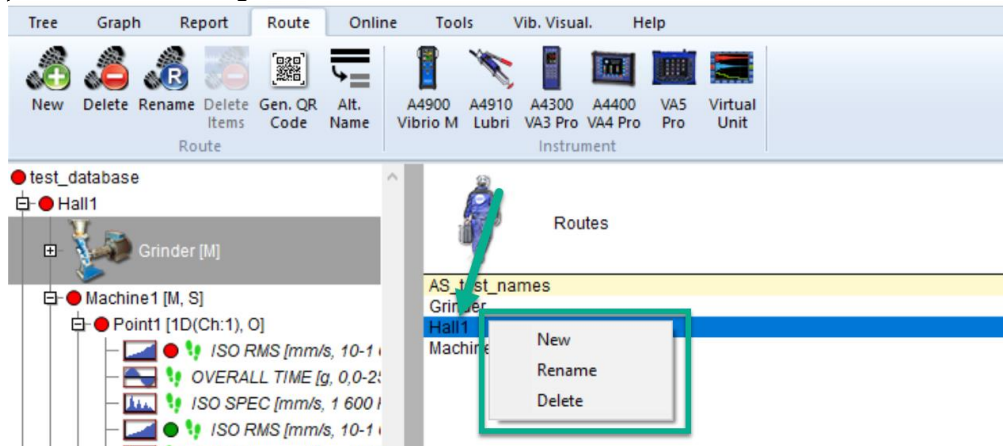 Tree Graph Report Route Online Tools Vib. Visual. Help
New Delete Rename Delete Items Gen. QR Code Alt. Name A4900 Vibrio M A4910 Lubri A4300 VA3 Pro A4400 VA4 Pro VA5 Pro Virtual Unit
Route Instrument
test_database
Hall1
Grinder [M]
Machine1 [M, S]
Point1 [1D(Ch:1), O]
ISO RMS [mm/s, 10-1
OVERALL TIME [g, 0,0-25
ISO SPEC [mm/s, 1 600
ISO RMS [mm/s, 10-1
Routes
AS_test_names
Grinder
Hall1
Machine
New
Rename
Delete